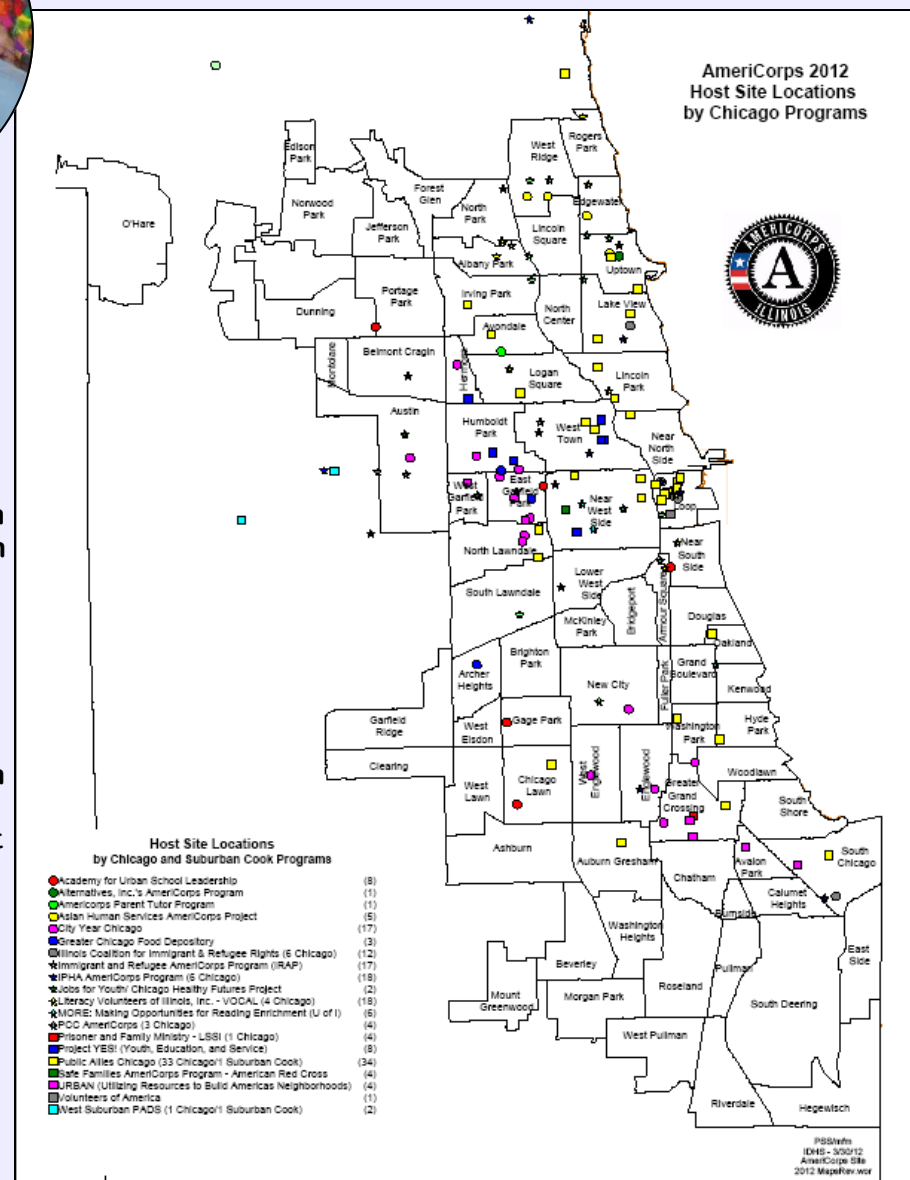 AmeriCorps 2012
Host Site Locations
by Chicago Programs
AMERICORPS
A
ILLINOIS
Edison
Park
West
Ridge
Rogers
Park
O'Hare
Norwood
Park
Forest
Glen
North
Park
Edgewater
Jefferson
Park
Lincoln
Square
Albany Park
Uptown
Portage
Park
Irving Park
North
Center
Lake View
Dunning
Avondale
Montclare
Belmont Cragin
Hermosa
Logan
Square
Lincoln
Park
Austin
Humboldt
Park
West
Town
Near
North
Side
West
Garfield
Park
East
Garfield
Park
Near
West
Side
Loop
North Lawndale
Near
South
Side
South Lawndale
Lower
West
Side
Bridgeport
Armour Square
McKinley
Park
Douglas
Oakland
Brighton
Park
Archer
Heights
New City
Fuller Park
Grand
Boulevard
Kenwood
Garfield
Ridge
West
Elsdon
Gage Park
Washington
Park
Hyde
Park
Clearing
West
Lawn
Chicago
Lawn
West
Englewood
Englewood
Greater
Grand
Crossing
Woodlawn
South
Shore
Ashburn
Auburn Gresham
Chatham
Avalon
Park
South
Chicago
Calumet
Heights
Burnside
Washington
Heights
East
Side
Beverley
Pullman
Roseland
South Deering
Mount
Greenwood
Morgan Park
West Pullman
Riverdale
Hegewisch
Host Site Locations
by Chicago and Suburban Cook Programs
Academy for Urban School Leadership (8)
Alternatives, Inc.'s AmeriCorps Program (1)
Americorps Parent Tutor Program (1)
Asian Human Services AmeriCorps Project (5)
City Year Chicago (17)
Greater Chicago Food Depository (3)
Illinois Coalition for Immigrant & Refugee Rights (6 Chicago) (12)
Immigrant and Refugee AmeriCorps Program (IRAP) (17)
IPHA AmeriCorps Program (6 Chicago) (18)
Jobs for Youth/ Chicago Healthy Futures Project (2)
Literacy Volunteers of Illinois, Inc. - VOCAL (4 Chicago) (18)
MORE: Making Opportunities for Reading Enrichment (U of I) (6)
PCC AmeriCorps (3 Chicago) (4)
Prisoner and Family Ministry - LSSI (1 Chicago) (4)
Project YES! (Youth, Education, and Service) (8)
Public Allies Chicago (33 Chicago/1 Suburban Cook) (34)
Safe Families AmeriCorps Program - American Red Cross (4)
URBAN (Utilizing Resources to Build Americas Neighborhoods) (4)
Volunteers of America (1)
West Suburban PADS (1 Chicago/1 Suburban Cook) (2)
PSS/mfm
IDHS - 3/30/12
AmeriCorps Site
2012 MapsRev.wor